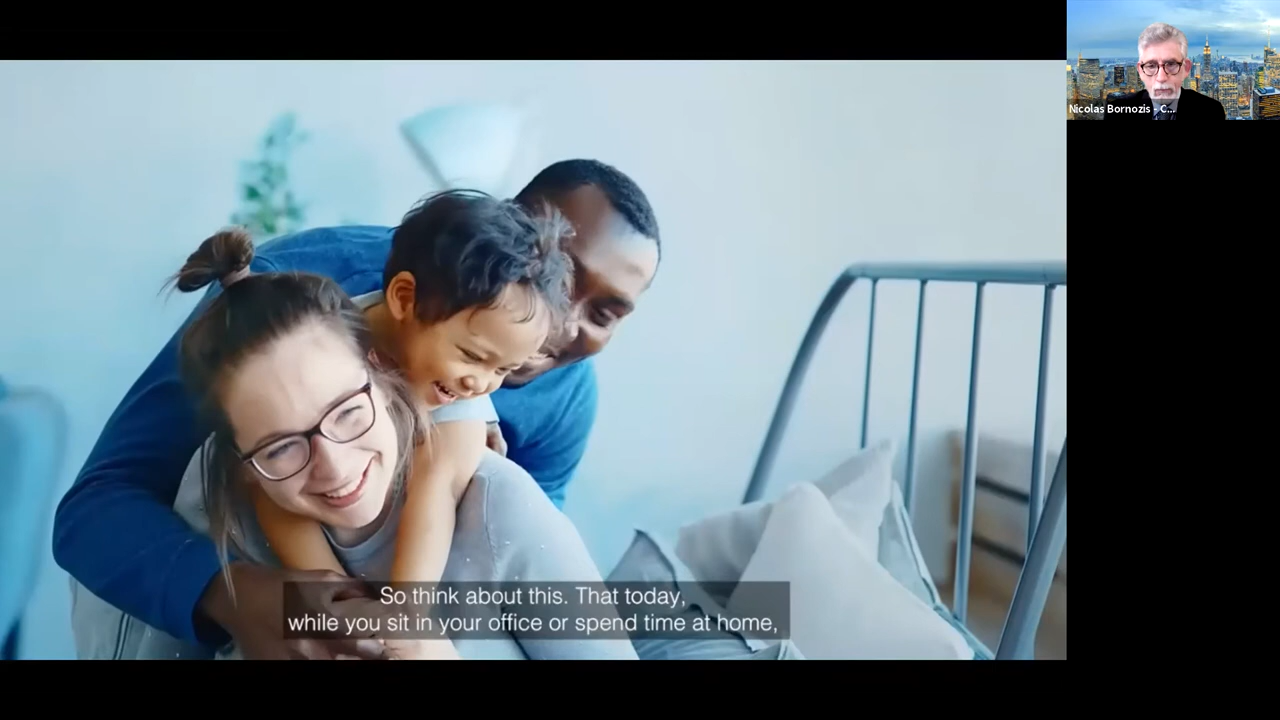 Nicolas Bornozis - C...
So think about this. That today,
while you sit in your office or spend time at home,